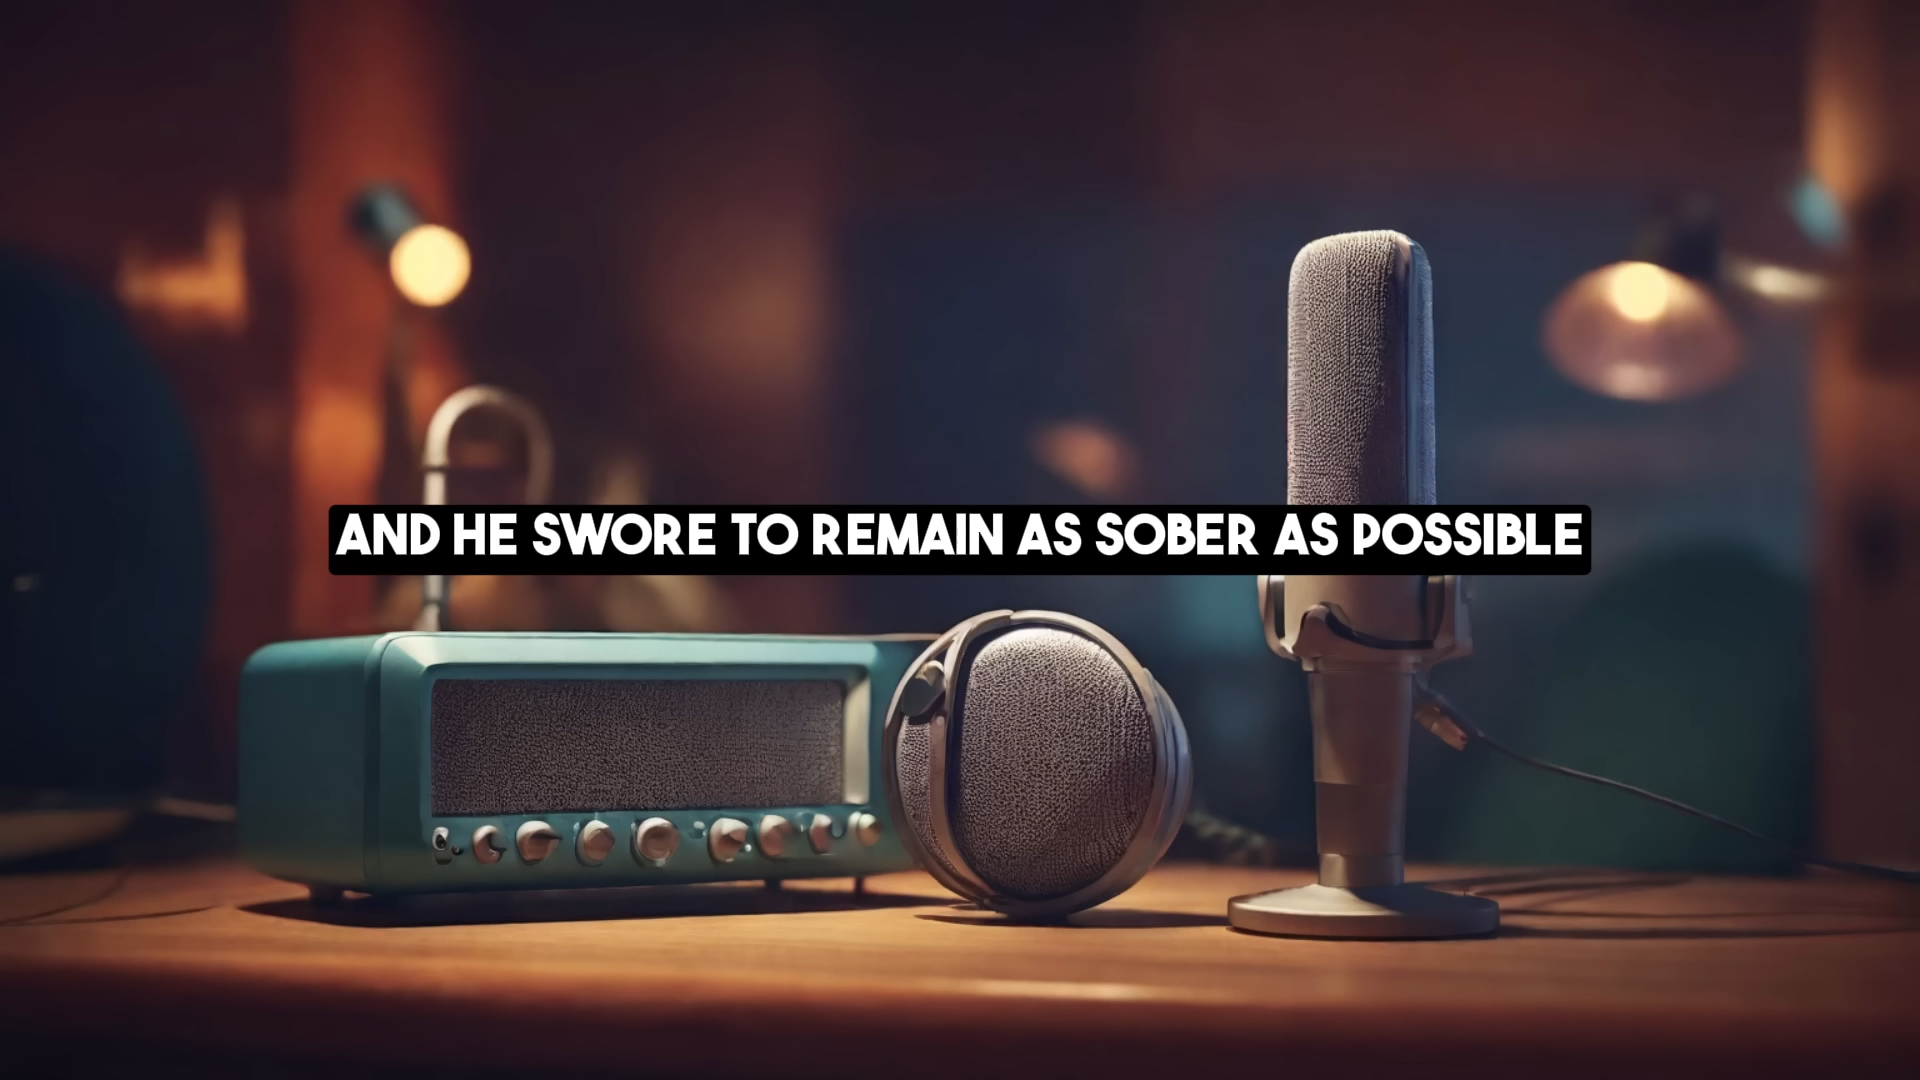 AND HE SWORE TO REMAIN AS SOBER AS POSSIBLE